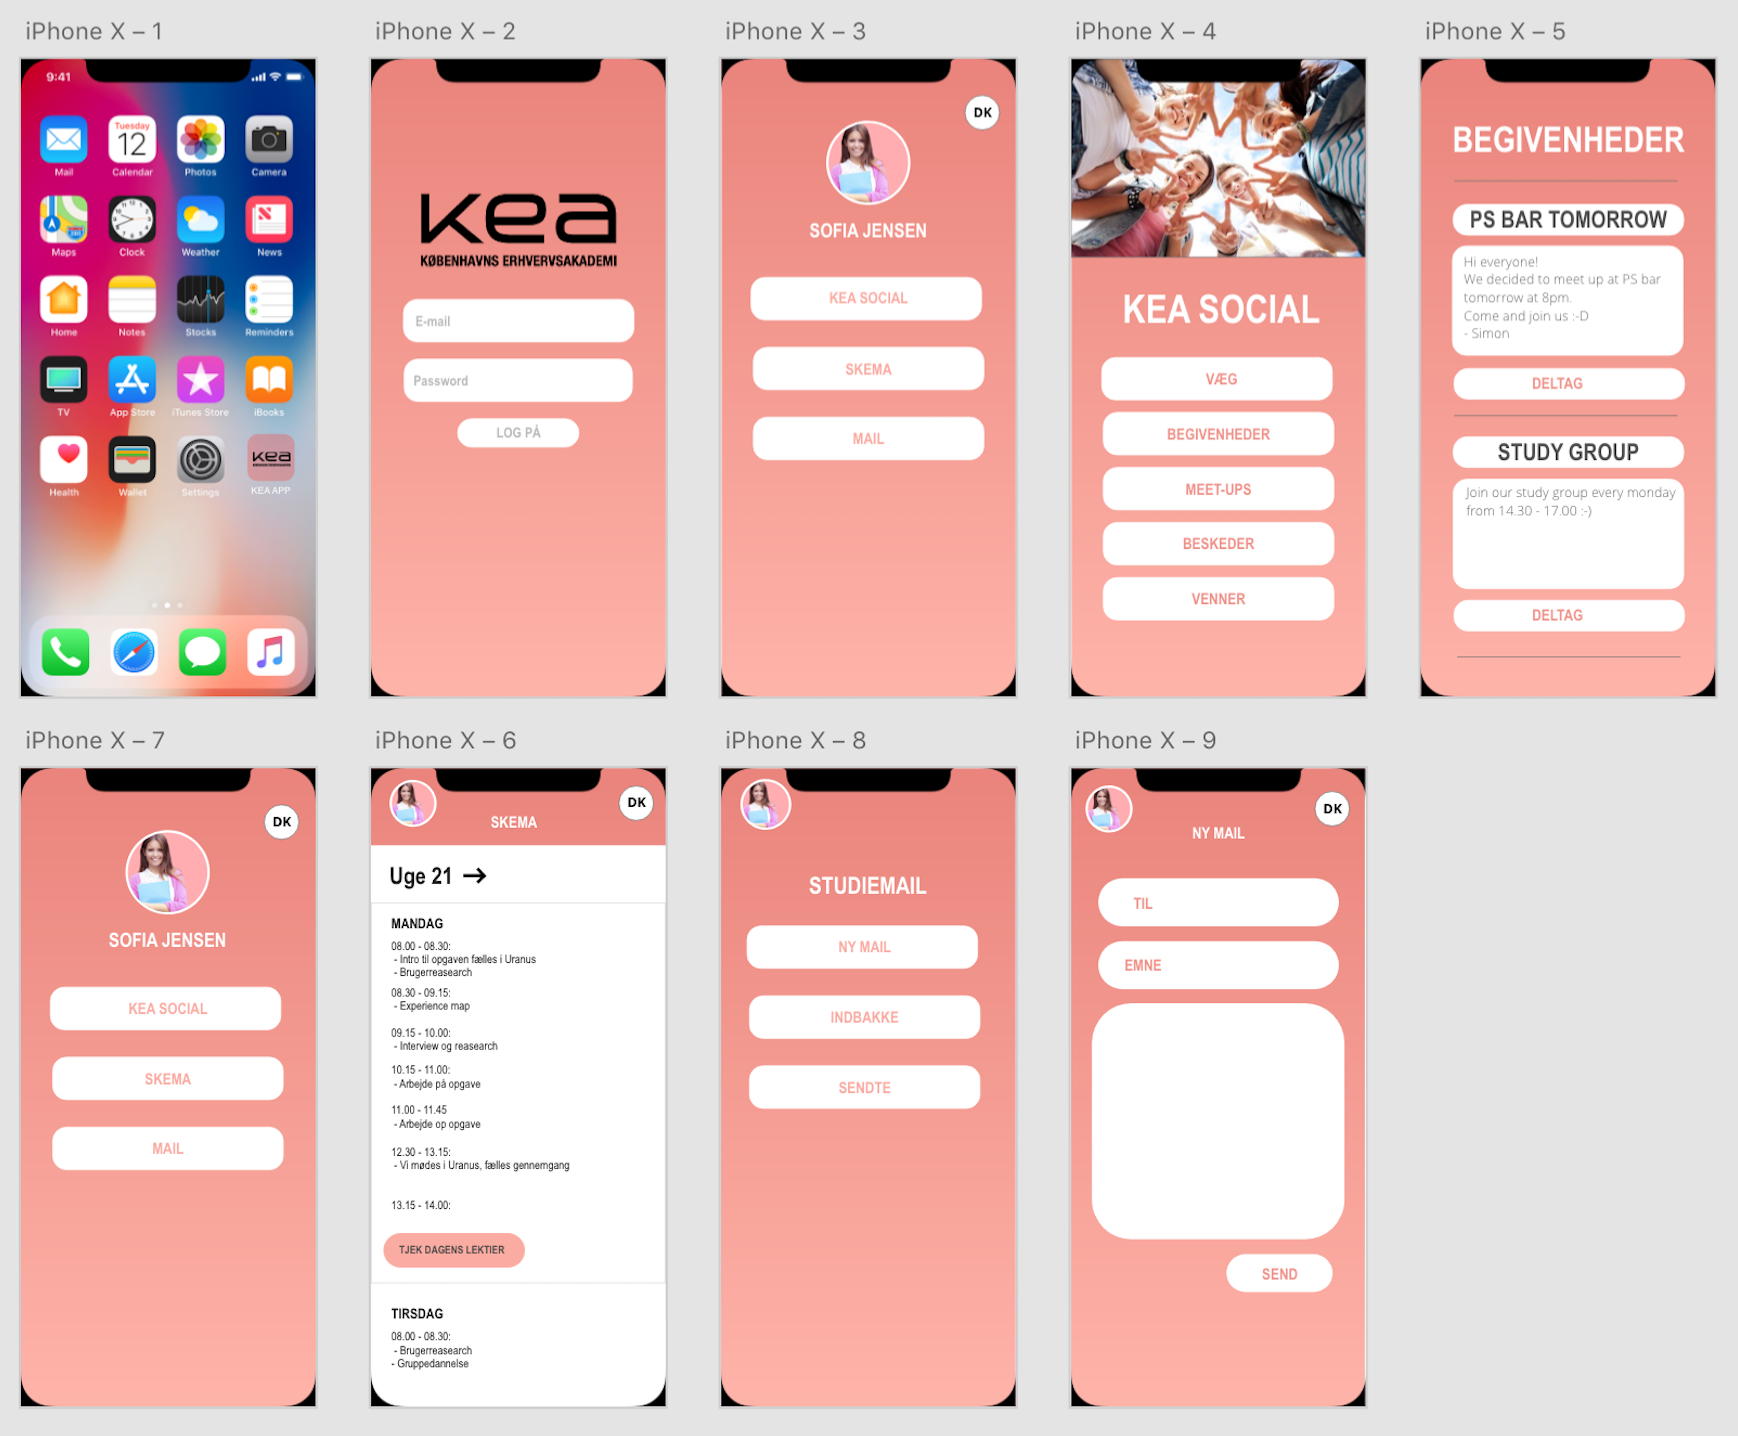 iPhone X – 1
9:41
Mail
Tuesday
12
Calendar
Photos
Camera
Maps
Clock
Weather
News
Home
Notes
Stocks
Reminders
TV
App Store
iTunes Store
iBooks
Health
Wallet
Settings
kea
KEA APP
iPhone X – 2
kea
KØBENHAVNS ERHVERVSAKADEMI
E-mail
Password
LOG PÅ
iPhone X – 3
DK
SOFIA JENSEN
KEA SOCIAL
SKEMA
MAIL
iPhone X – 4
KEA SOCIAL
VÆG
BEGIVENHEDER
MEET-UPS
BESKEDER
VENNER
iPhone X – 5
BEGIVENHEDER
PS BAR TOMORROW
Hi everyone!
We decided to meet up at PS bar
tomorrow at 8pm.
Come and join us :-D
- Simon
DELTAG
STUDY GROUP
Join our study group every monday
from 14.30 - 17.00 :-)
DELTAG
iPhone X – 7
DK
SOFIA JENSEN
KEA SOCIAL
SKEMA
MAIL
iPhone X – 6
DK
SKEMA
Uge 21 →
MANDAG
08.00 - 08.30:
- Intro til opgaven fælles i Uranus
- Brugerreasearch
08.30 - 09.15:
- Experience map
09.15 - 10.00:
- Interview og reasearch
10.15 - 11.00:
- Arbejde på opgave
11.00 - 11.45
- Arbejde op opgave
12.30 - 13.15:
- Vi mødes i Uranus, fælles gennemgang
13.15 - 14.00:
TJEK DAGENS LEKTIER
TIRSDAG
08.00 - 08.30:
- Brugerreasearch
- Gruppedannelse
iPhone X – 8
STUDIEMAIL
NY MAIL
INDBAKKE
SENDTE
iPhone X – 9
DK
NY MAIL
TIL
EMNE
SEND